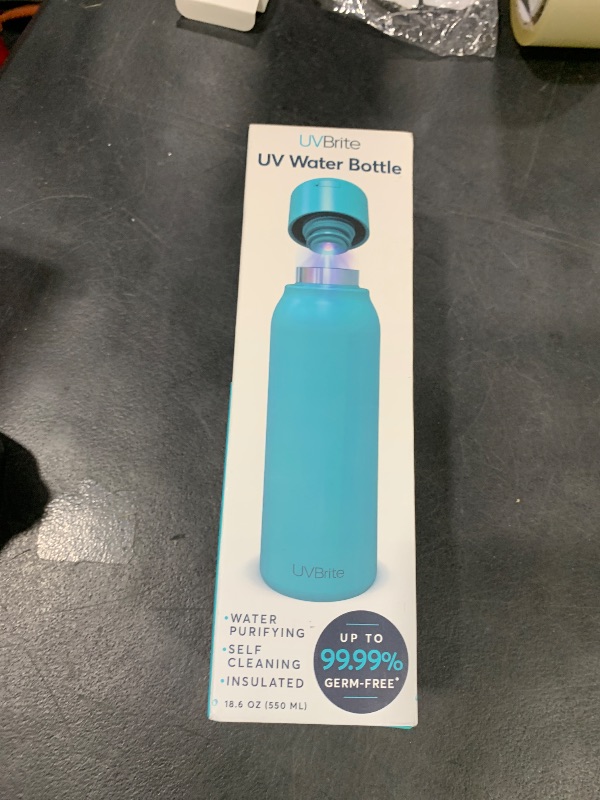 UVBrite
UV Water Bottle
UVBrite
•WATER
PURIFYING
•SELF
CLEANING
•INSULATED
18.6 OZ (550 ML)
UP TO
99.99%
GERM-FREE*